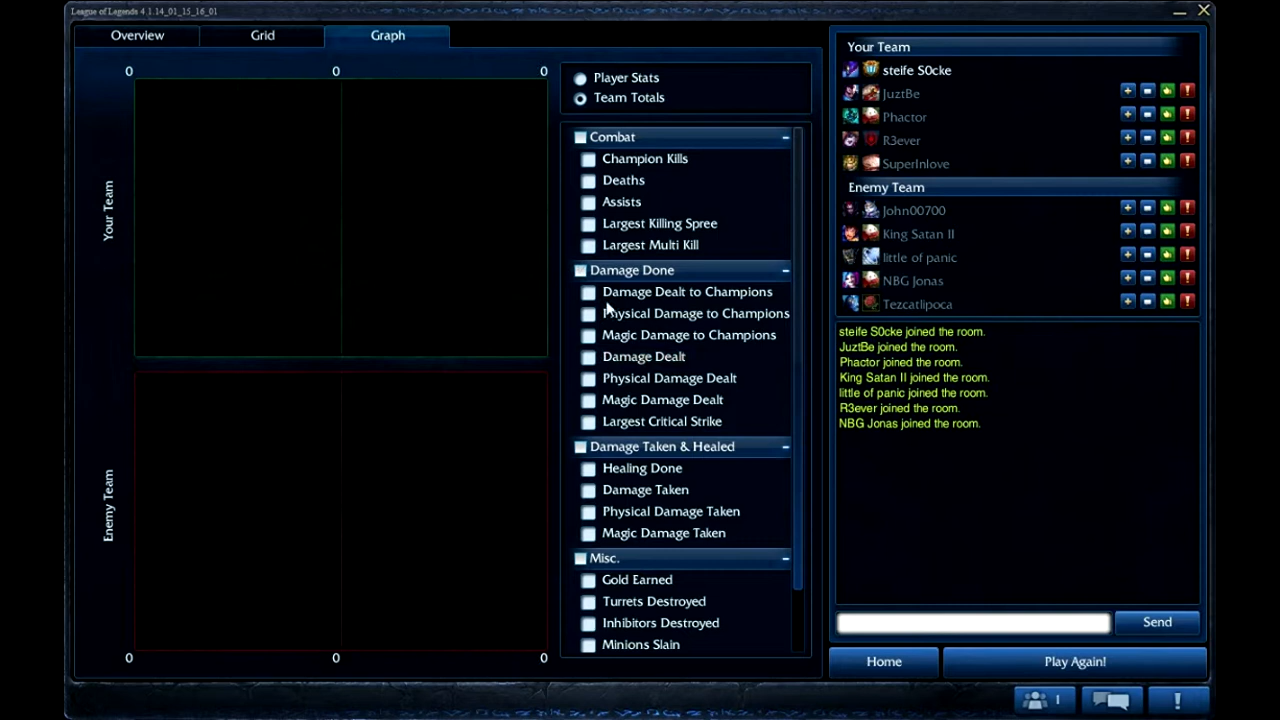 League of Legends 4.1.14_01_15_16_01
Overview
Grid
Graph
0
0
0
Your Team
Enemy Team
0
0
0
Player Stats
Team Totals
Combat
Champion Kills
Deaths
Assists
Largest Killing Spree
Largest Multi Kill
Damage Done
Damage Dealt to Champions
Physical Damage to Champions
Magic Damage to Champions
Damage Dealt
Physical Damage Dealt
Magic Damage Dealt
Largest Critical Strike
Damage Taken & Healed
Healing Done
Damage Taken
Physical Damage Taken
Magic Damage Taken
Misc.
Gold Earned
Turrets Destroyed
Inhibitors Destroyed
Minions Slain
Your Team
steife S0cke
JuztBe
Phactor
R3ever
SuperInlove
Enemy Team
John00700
King Satan II
little of panic
NBG Jonas
Tezcatlipoca
steife S0cke joined the room.
JuztBe joined the room.
Phactor joined the room.
King Satan II joined the room.
little of panic joined the room.
R3ever joined the room.
NBG Jonas joined the room.
Send
Home
Play Again!
1